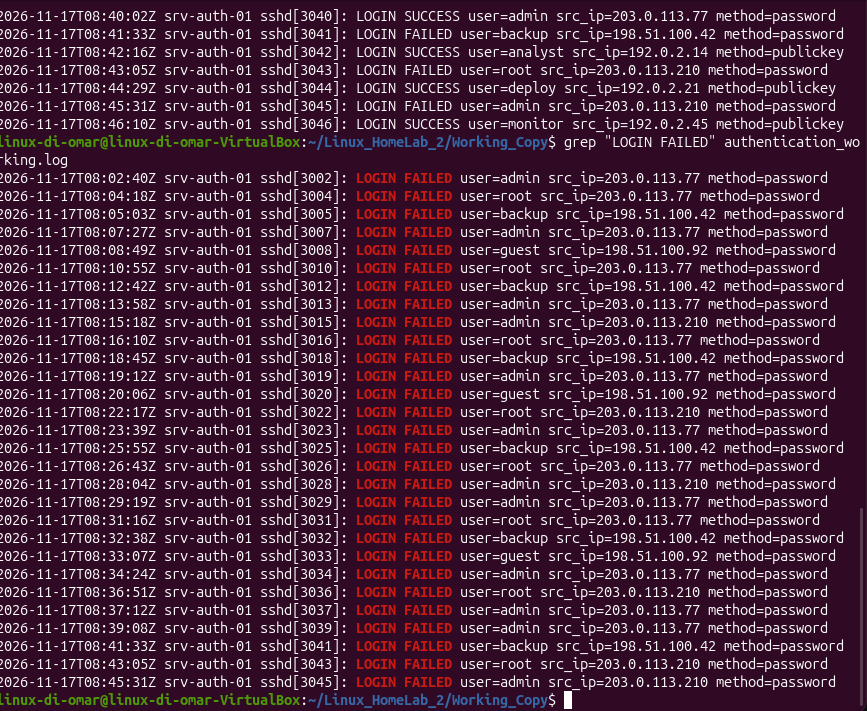 2026-11-17T08:40:02Z srv-auth-01 sshd[3040]: LOGIN SUCCESS user=admin src_ip=203.0.113.77 method=password
2026-11-17T08:41:33Z srv-auth-01 sshd[3041]: LOGIN FAILED user=backup src_ip=198.51.100.42 method=password
2026-11-17T08:42:16Z srv-auth-01 sshd[3042]: LOGIN SUCCESS user=analyst src_ip=192.0.2.14 method=publickey
2026-11-17T08:43:05Z srv-auth-01 sshd[3043]: LOGIN FAILED user=root src_ip=203.0.113.210 method=password
2026-11-17T08:44:29Z srv-auth-01 sshd[3044]: LOGIN SUCCESS user=deploy src_ip=192.0.2.21 method=publickey
2026-11-17T08:45:31Z srv-auth-01 sshd[3045]: LOGIN FAILED user=admin src_ip=203.0.113.210 method=password
2026-11-17T08:46:10Z srv-auth-01 sshd[3046]: LOGIN SUCCESS user=monitor src_ip=192.0.2.45 method=publickey
linux-di-omar@linux-di-omar-VirtualBox:~/Linux_HomeLab_2/Working_Copy$ grep "LOGIN FAILED" authentication_wo
rking.log
2026-11-17T08:02:40Z srv-auth-01 sshd[3002]: LOGIN FAILED user=admin src_ip=203.0.113.77 method=password
2026-11-17T08:04:18Z srv-auth-01 sshd[3004]: LOGIN FAILED user=root src_ip=203.0.113.77 method=password
2026-11-17T08:05:03Z srv-auth-01 sshd[3005]: LOGIN FAILED user=backup src_ip=198.51.100.42 method=password
2026-11-17T08:07:27Z srv-auth-01 sshd[3007]: LOGIN FAILED user=admin src_ip=203.0.113.77 method=password
2026-11-17T08:08:49Z srv-auth-01 sshd[3008]: LOGIN FAILED user=guest src_ip=198.51.100.92 method=password
2026-11-17T08:10:55Z srv-auth-01 sshd[3010]: LOGIN FAILED user=root src_ip=203.0.113.77 method=password
2026-11-17T08:12:42Z srv-auth-01 sshd[3012]: LOGIN FAILED user=backup src_ip=198.51.100.42 method=password
2026-11-17T08:13:58Z srv-auth-01 sshd[3013]: LOGIN FAILED user=admin src_ip=203.0.113.77 method=password
2026-11-17T08:15:18Z srv-auth-01 sshd[3015]: LOGIN FAILED user=admin src_ip=203.0.113.210 method=password
2026-11-17T08:16:10Z srv-auth-01 sshd[3016]: LOGIN FAILED user=root src_ip=203.0.113.77 method=password
2026-11-17T08:18:45Z srv-auth-01 sshd[3018]: LOGIN FAILED user=backup src_ip=198.51.100.42 method=password
2026-11-17T08:19:12Z srv-auth-01 sshd[3019]: LOGIN FAILED user=admin src_ip=203.0.113.77 method=password
2026-11-17T08:20:06Z srv-auth-01 sshd[3020]: LOGIN FAILED user=guest src_ip=198.51.100.92 method=password
2026-11-17T08:22:17Z srv-auth-01 sshd[3022]: LOGIN FAILED user=root src_ip=203.0.113.210 method=password
2026-11-17T08:23:39Z srv-auth-01 sshd[3023]: LOGIN FAILED user=admin src_ip=203.0.113.77 method=password
2026-11-17T08:25:55Z srv-auth-01 sshd[3025]: LOGIN FAILED user=backup src_ip=198.51.100.42 method=password
2026-11-17T08:26:43Z srv-auth-01 sshd[3026]: LOGIN FAILED user=root src_ip=203.0.113.77 method=password
2026-11-17T08:28:04Z srv-auth-01 sshd[3028]: LOGIN FAILED user=admin src_ip=203.0.113.210 method=password
2026-11-17T08:29:19Z srv-auth-01 sshd[3029]: LOGIN FAILED user=admin src_ip=203.0.113.77 method=password
2026-11-17T08:31:16Z srv-auth-01 sshd[3031]: LOGIN FAILED user=root src_ip=203.0.113.77 method=password
2026-11-17T08:32:38Z srv-auth-01 sshd[3032]: LOGIN FAILED user=backup src_ip=198.51.100.42 method=password
2026-11-17T08:33:07Z srv-auth-01 sshd[3033]: LOGIN FAILED user=guest src_ip=198.51.100.92 method=password
2026-11-17T08:34:24Z srv-auth-01 sshd[3034]: LOGIN FAILED user=admin src_ip=203.0.113.77 method=password
2026-11-17T08:36:51Z srv-auth-01 sshd[3036]: LOGIN FAILED user=root src_ip=203.0.113.210 method=password
2026-11-17T08:37:12Z srv-auth-01 sshd[3037]: LOGIN FAILED user=admin src_ip=203.0.113.77 method=password
2026-11-17T08:39:08Z srv-auth-01 sshd[3039]: LOGIN FAILED user=admin src_ip=203.0.113.77 method=password
2026-11-17T08:41:33Z srv-auth-01 sshd[3041]: LOGIN FAILED user=backup src_ip=198.51.100.42 method=password
2026-11-17T08:43:05Z srv-auth-01 sshd[3043]: LOGIN FAILED user=root src_ip=203.0.113.210 method=password
2026-11-17T08:45:31Z srv-auth-01 sshd[3045]: LOGIN FAILED user=admin src_ip=203.0.113.210 method=password
linux-di-omar@linux-di-omar-VirtualBox:~/Linux_HomeLab_2/Working_Copy$